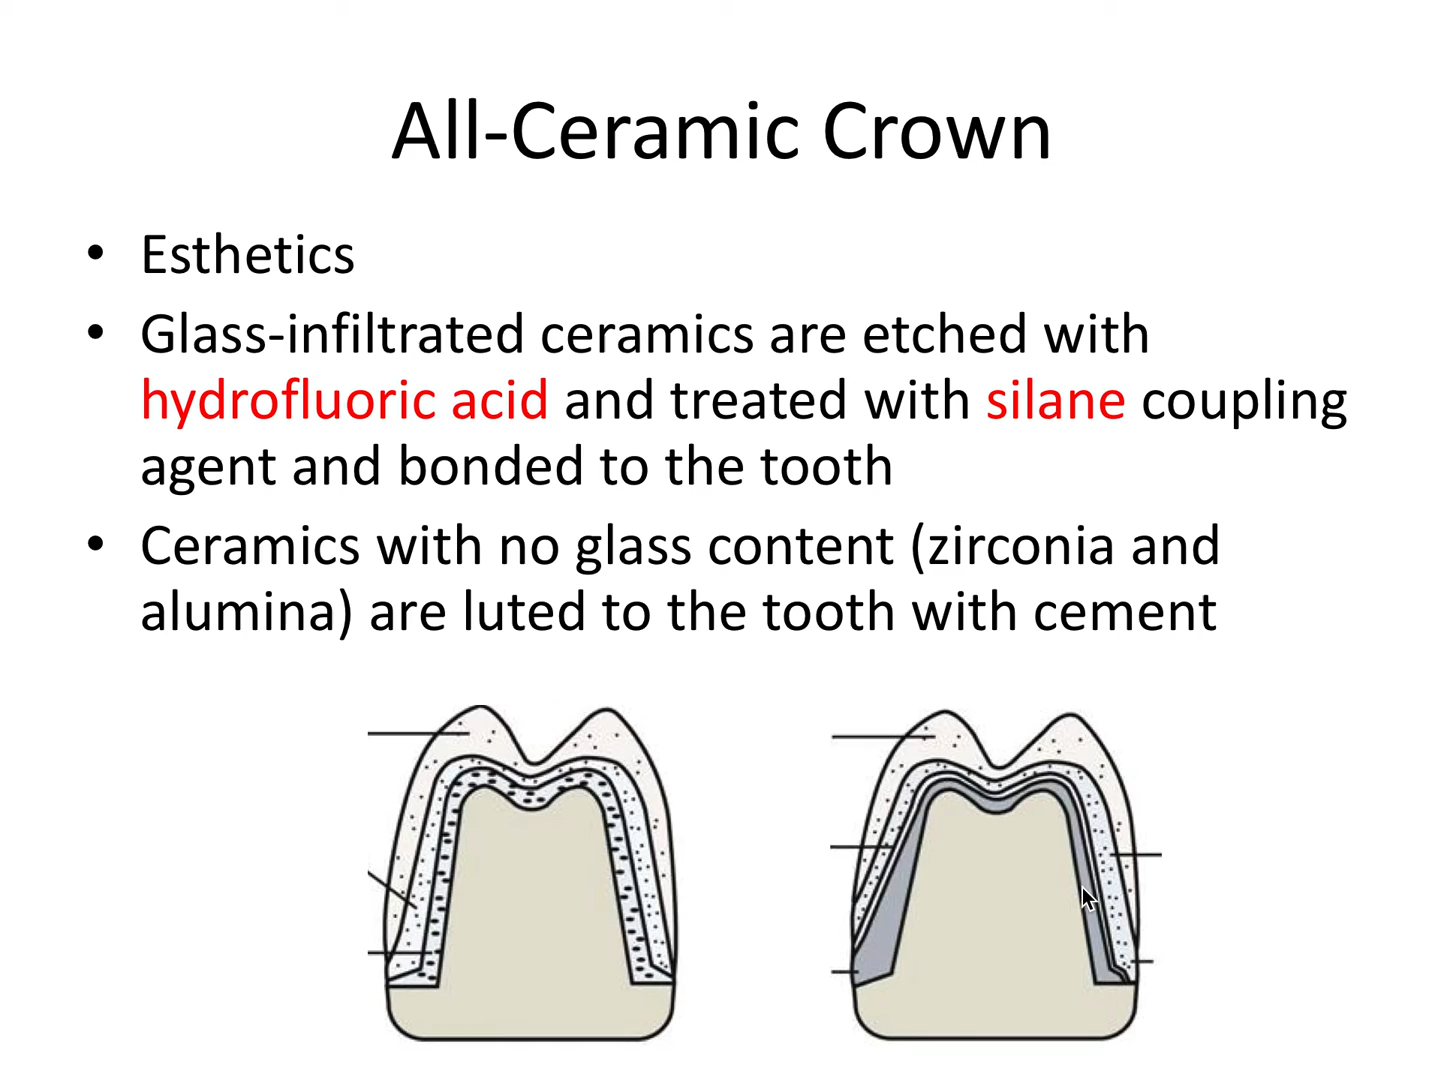 All-Ceramic Crown
• Esthetics
• Glass-infiltrated ceramics are etched with
hydrofluoric acid and treated with silane coupling
agent and bonded to the tooth
• Ceramics with no glass content (zirconia and
alumina) are luted to the tooth with cement